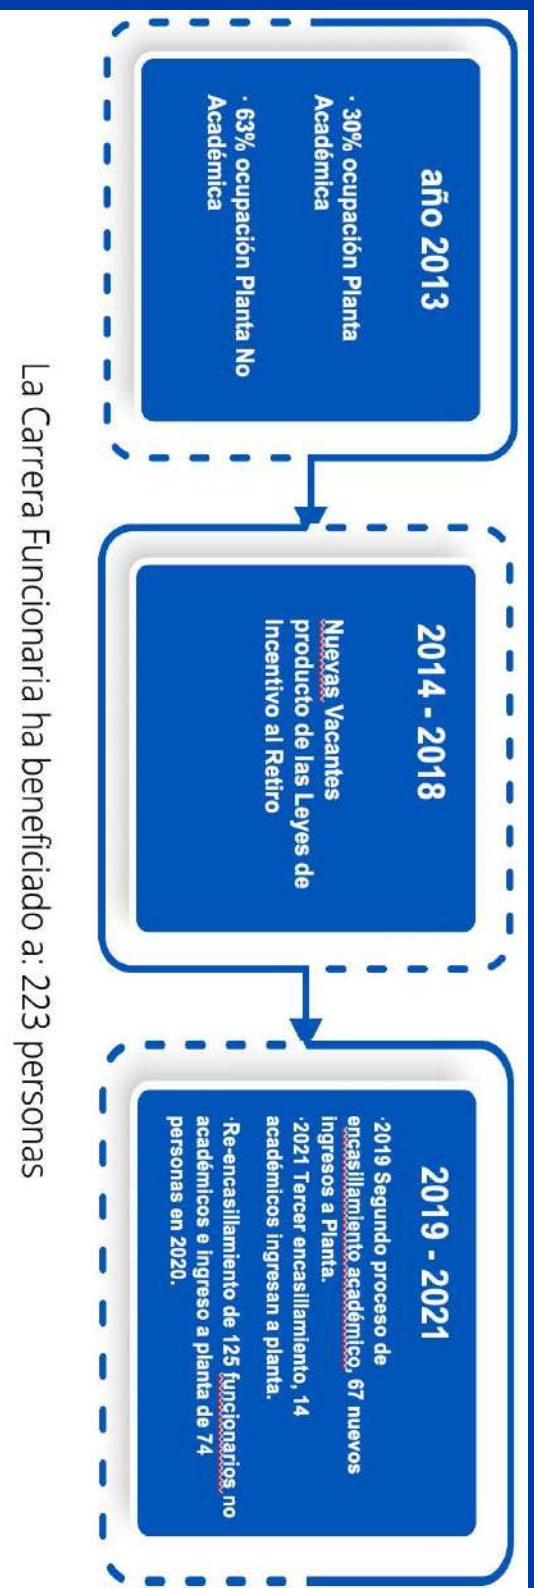 año 2013
· 30% ocupación Planta
Académica
· 63% ocupación Planta No
Académica
2014 - 2018
Nuevas Vacantes
producto de las Leyes de
Incentivo al Retiro
2019 - 2021
·2019 Segundo proceso de
encasillamiento académico, 67 nuevos
ingresos a Planta.
·2021 Tercer encasillamiento, 14
académicos ingresan a planta.
·Re-encasillamiento de 125 funcionarios no
académicos e ingreso a planta de 74
personas en 2020.
La Carrera Funcionaria ha beneficiado a: 223 personas